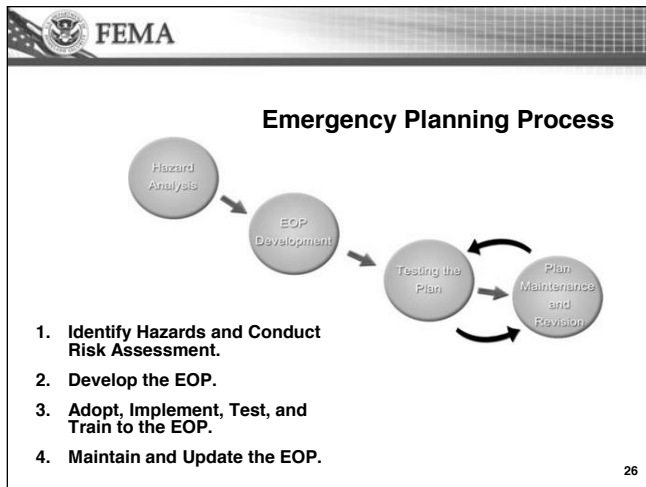 FEMA
Emergency Planning Process
Hazard
Analysis
EOP
Development
Testing the
Plan
Plan
Maintenance
and
Revision
1. Identify Hazards and Conduct
Risk Assessment.
2. Develop the EOP.
3. Adopt, Implement, Test, and
Train to the EOP.
4. Maintain and Update the EOP.
26